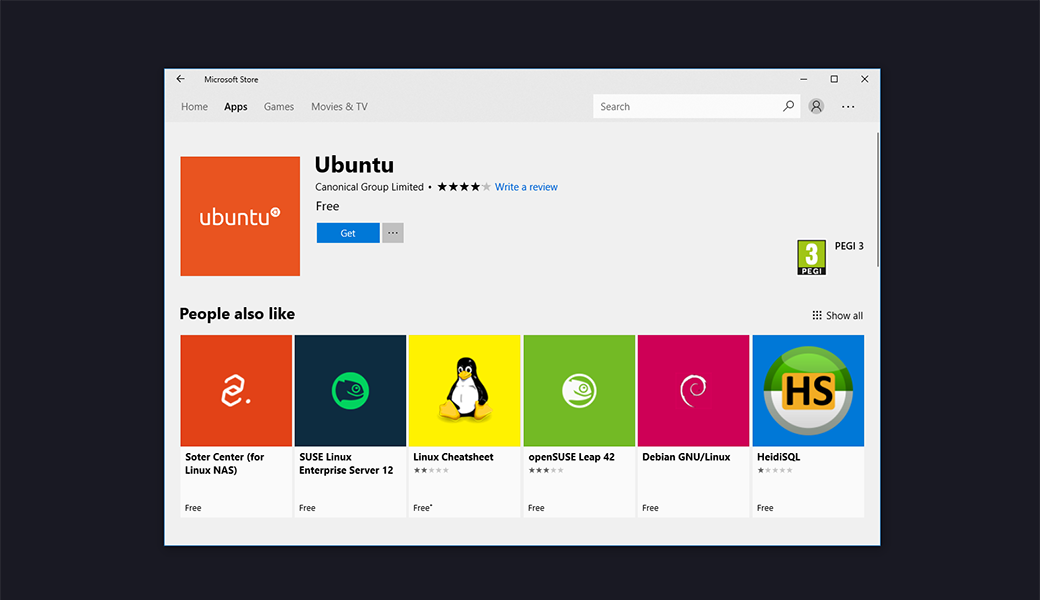 Microsoft Store
Home Apps Games Movies & TV Search
ubuntu
Ubuntu
Canonical Group Limited • ★★★★★ Write a review
Free
Get ...
3
PEGI
PEGI 3
People also like
Show all
HS
Soter Center (for
Linux NAS)
Free
SUSE Linux
Enterprise Server 12
Free
Linux Cheatsheet
Free*
openSUSE Leap 42
Free
Debian GNU/Linux
Free
HeidiSQL
Free